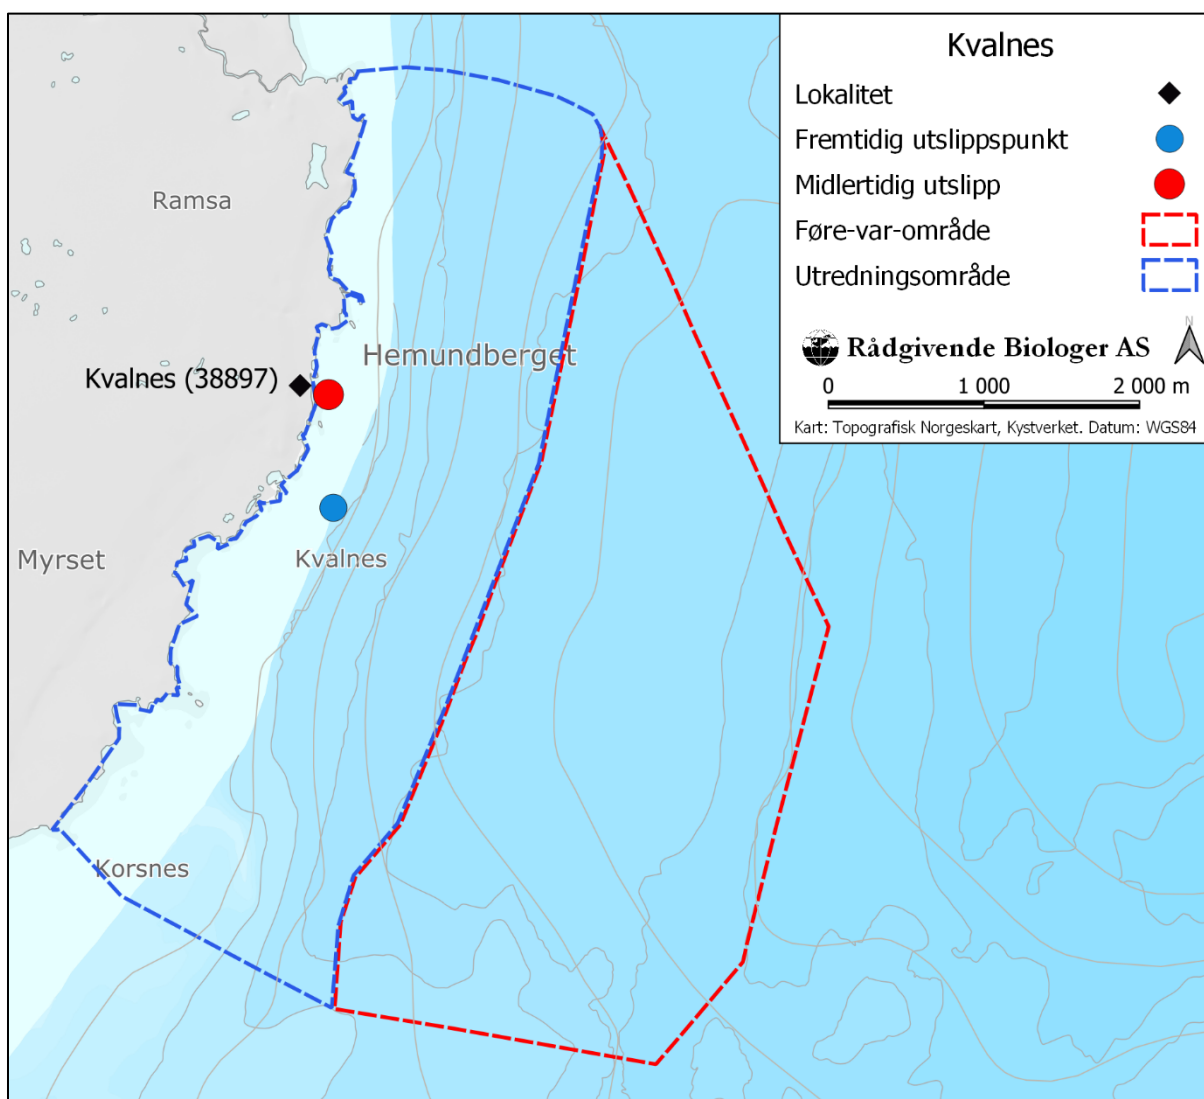 Kvalnes
Lokalitet
Fremtidig utslippspunkt
Midlertidig utslipp
Føre-var-område
Utredningsområde
N
Rådgivende Biologer AS
0 1 000 2 000 m
Kart: Topografisk Norgeskart, Kystverket. Datum: WGS84
Ramsa
Hemundberget
Kvalnes (38897)
Myrset
Kvalnes
Korsnes